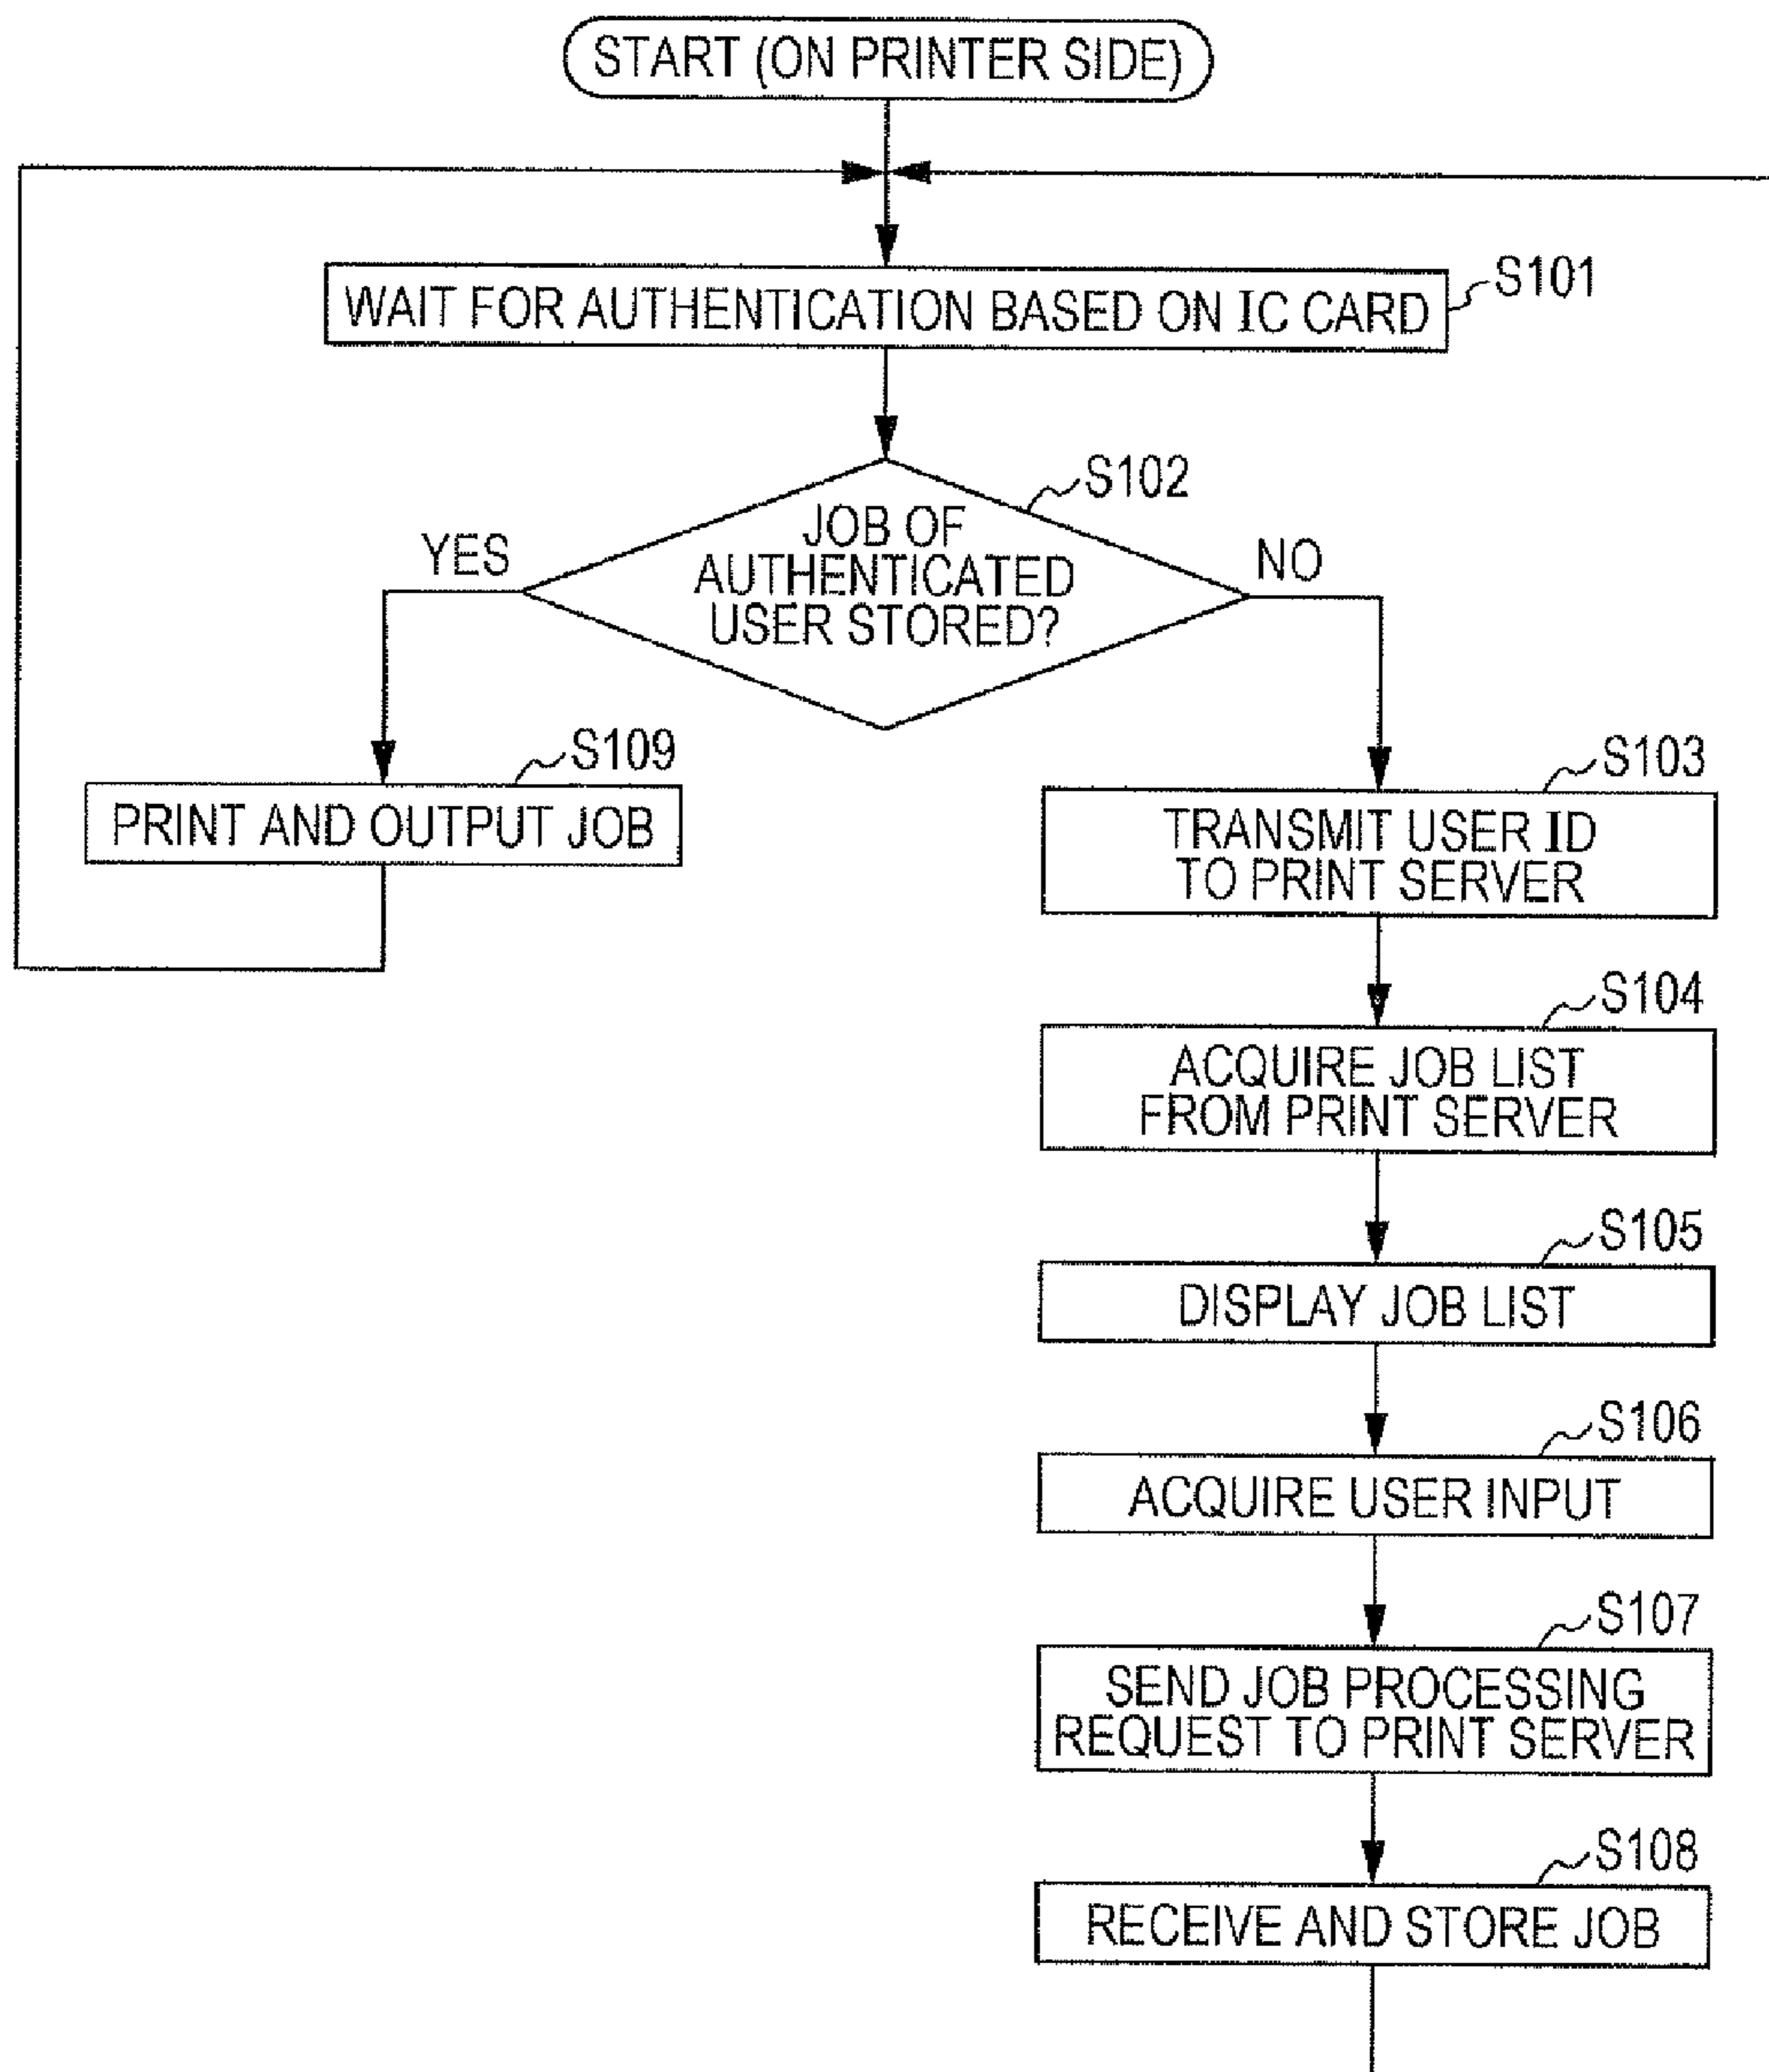 START (ON PRINTER SIDE)
WAIT FOR AUTHENTICATION BASED ON IC CARD
S101
S102
JOB OF
AUTHENTICATED
USER STORED?
YES
NO
S109
PRINT AND OUTPUT JOB
S103
TRANSMIT USER ID
TO PRINT SERVER
S104
ACQUIRE JOB LIST
FROM PRINT SERVER
S105
DISPLAY JOB LIST
S106
ACQUIRE USER INPUT
S107
SEND JOB PROCESSING
REQUEST TO PRINT SERVER
S108
RECEIVE AND STORE JOB